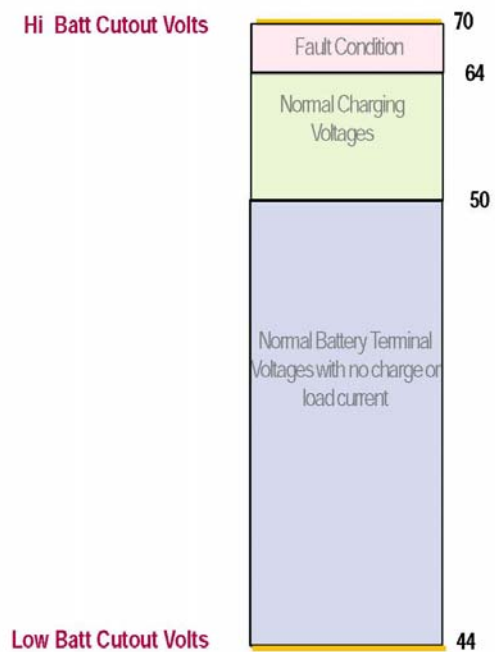 Hi Batt Cutout Volts
70
Fault Condition
64
Normal Charging
Voltages
50
Normal Battery Terminal
Voltages with no charge or
load current
Low Batt Cutout Volts
44